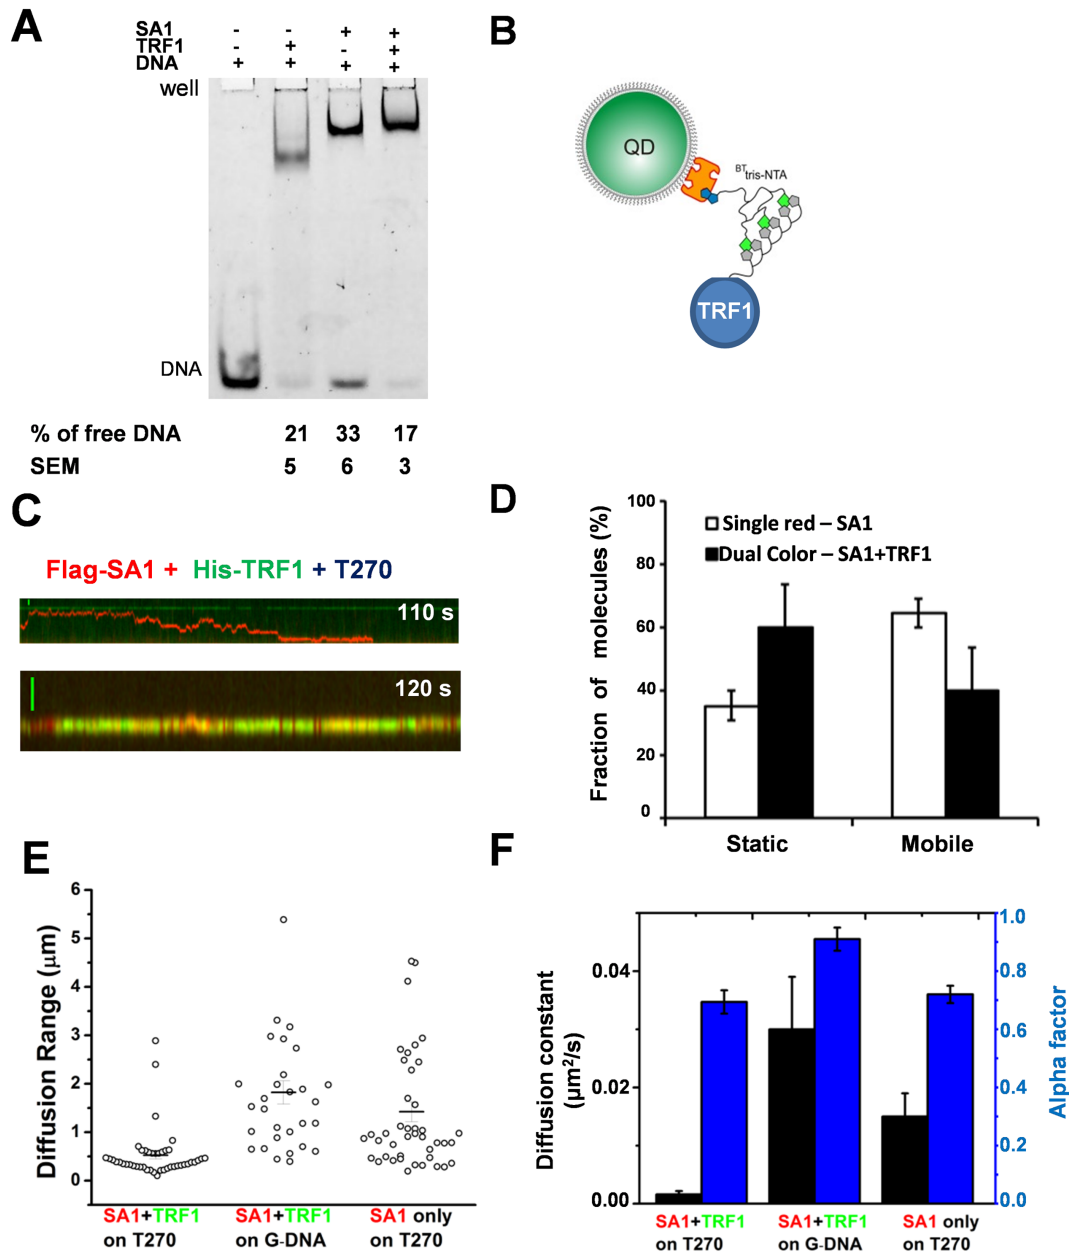 A
SA1 - - + +
TRF1 - + - +
DNA + + + +
well
DNA
% of free DNA 21 33 17
SEM 5 6 3
B
QD
BTtris-NTA
TRF1
C
Flag-SA1 + His-TRF1 + T270
110 s
120 s
D
Fraction of molecules (%)
100
80
60
40
20
0
Single red – SA1
Dual Color – SA1+TRF1
Static Mobile
E
Diffusion Range (μm)
6
5
4
3
2
1
0
SA1+TRF1 on T270
SA1+TRF1 on G-DNA
SA1 only on T270
F
Diffusion constant
(μm²/s)
0.04
0.02
0.00
1.0
0.8
0.6
0.4
0.2
0.0
Alpha factor
SA1+TRF1 on T270
SA1+TRF1 on G-DNA
SA1 only on T270